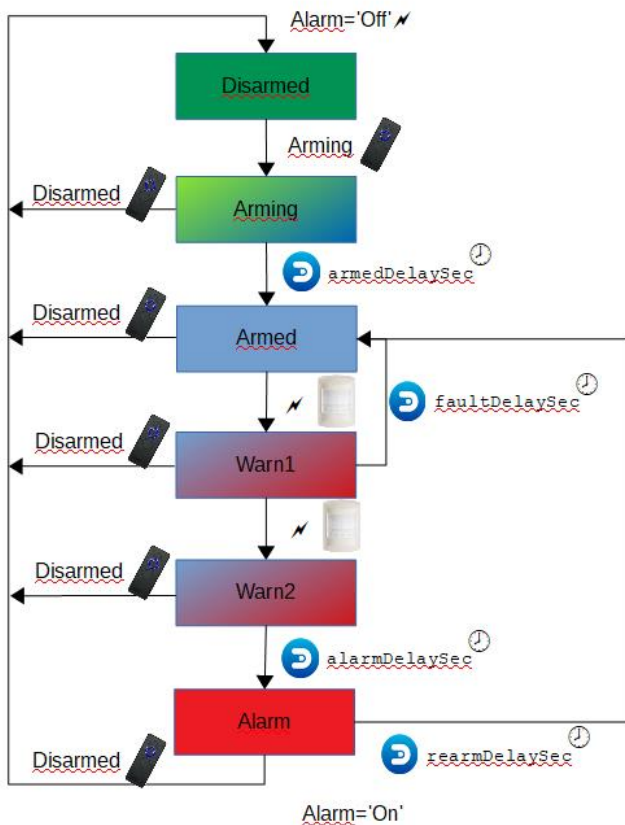 Alarm='Off'
Disarmed
Arming
Disarmed
Arming
armedDelaySec
Disarmed
Armed
faultDelaySec
Disarmed
Warn1
Disarmed
Warn2
alarmDelaySec
Alarm
Disarmed
rearmDelaySec
Alarm='On'